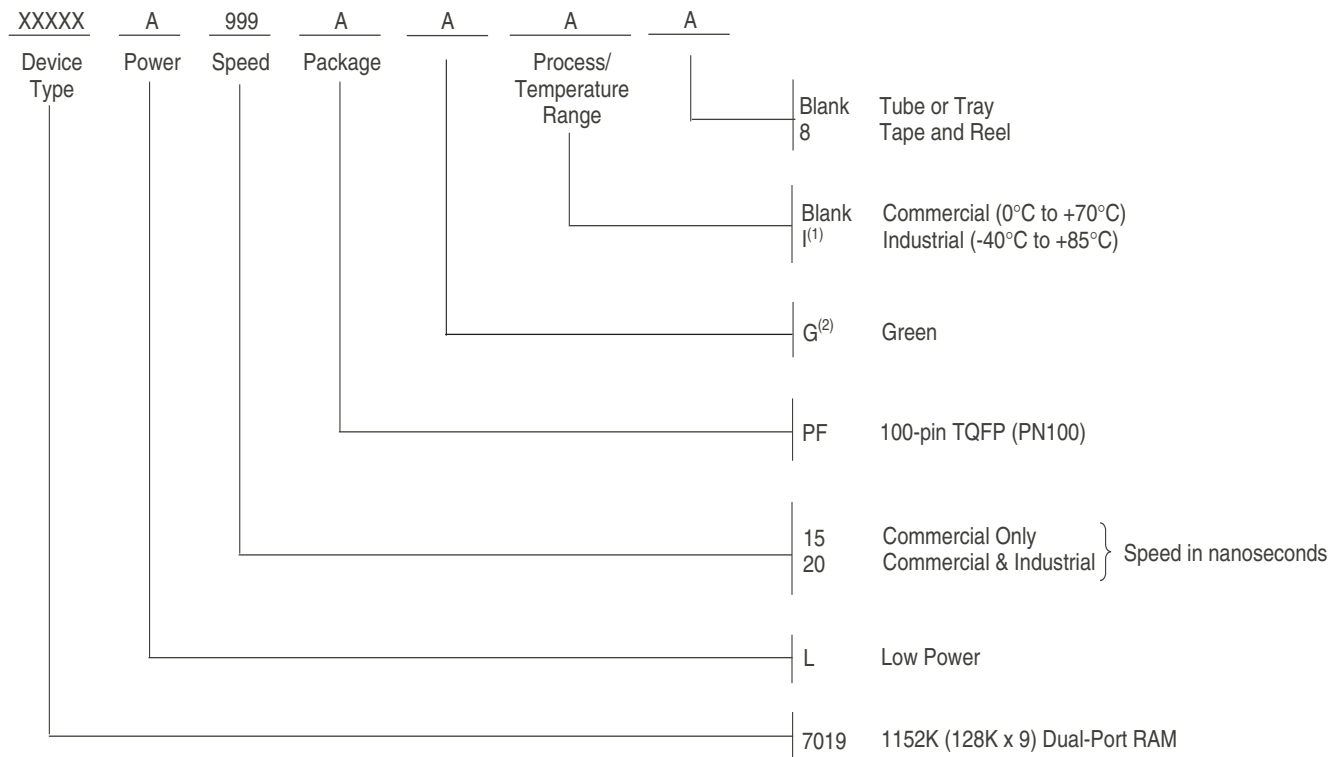 XXXXX A 999 A A A A
Device Type Power Speed Package Process/ Temperature Range
Blank Tube or Tray
8 Tape and Reel
Blank Commercial (0°C to +70°C)
I(1) Industrial (-40°C to +85°C)
G(2) Green
PF 100-pin TQFP (PN100)
15 Commercial Only
20 Commercial & Industrial
Speed in nanoseconds
L Low Power
7019 1152K (128K x 9) Dual-Port RAM